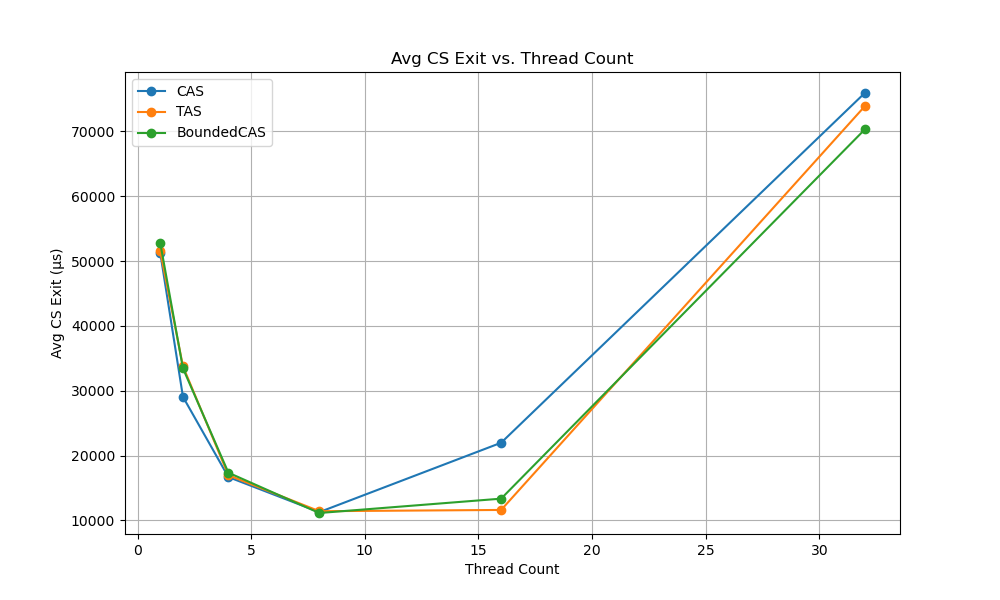 Avg CS Exit vs. Thread Count
CAS
TAS
BoundedCAS
Avg CS Exit (µs)
70000
60000
50000
40000
30000
20000
10000
0 5 10 15 20 25 30
Thread Count